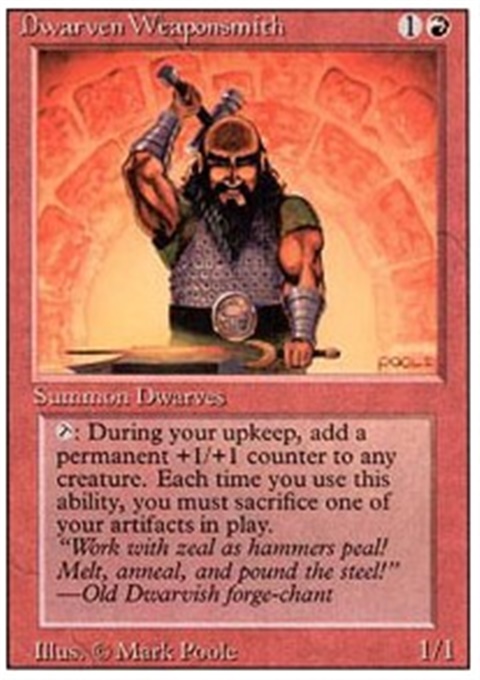 Dwarven Weaponsmith 1
POOLE
Summon Dwarves
: During your upkeep, add a
permanent +1/+1 counter to any
creature. Each time you use this
ability, you must sacrifice one of
your artifacts in play.
"Work with zeal as hammers peal!
Melt, anneal, and pound the steel!"
—Old Dwarvish forge-chant
Illus. © Mark Poole 1/1